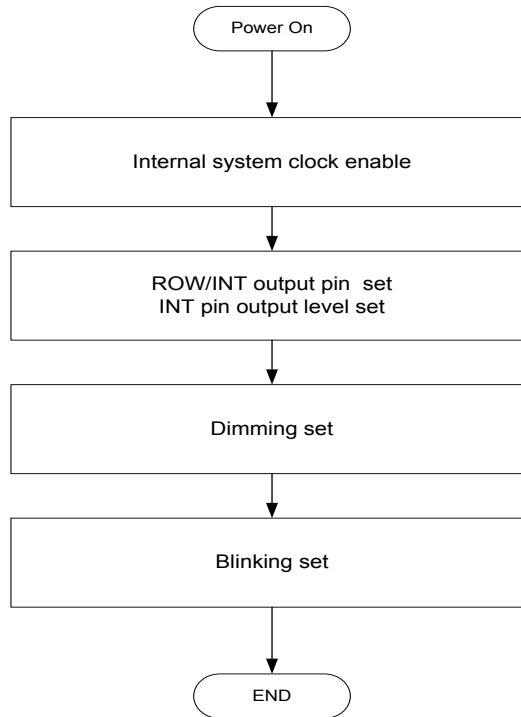 Power On
Internal system clock enable
ROW/INT output pin set
INT pin output level set
Dimming set
Blinking set
END